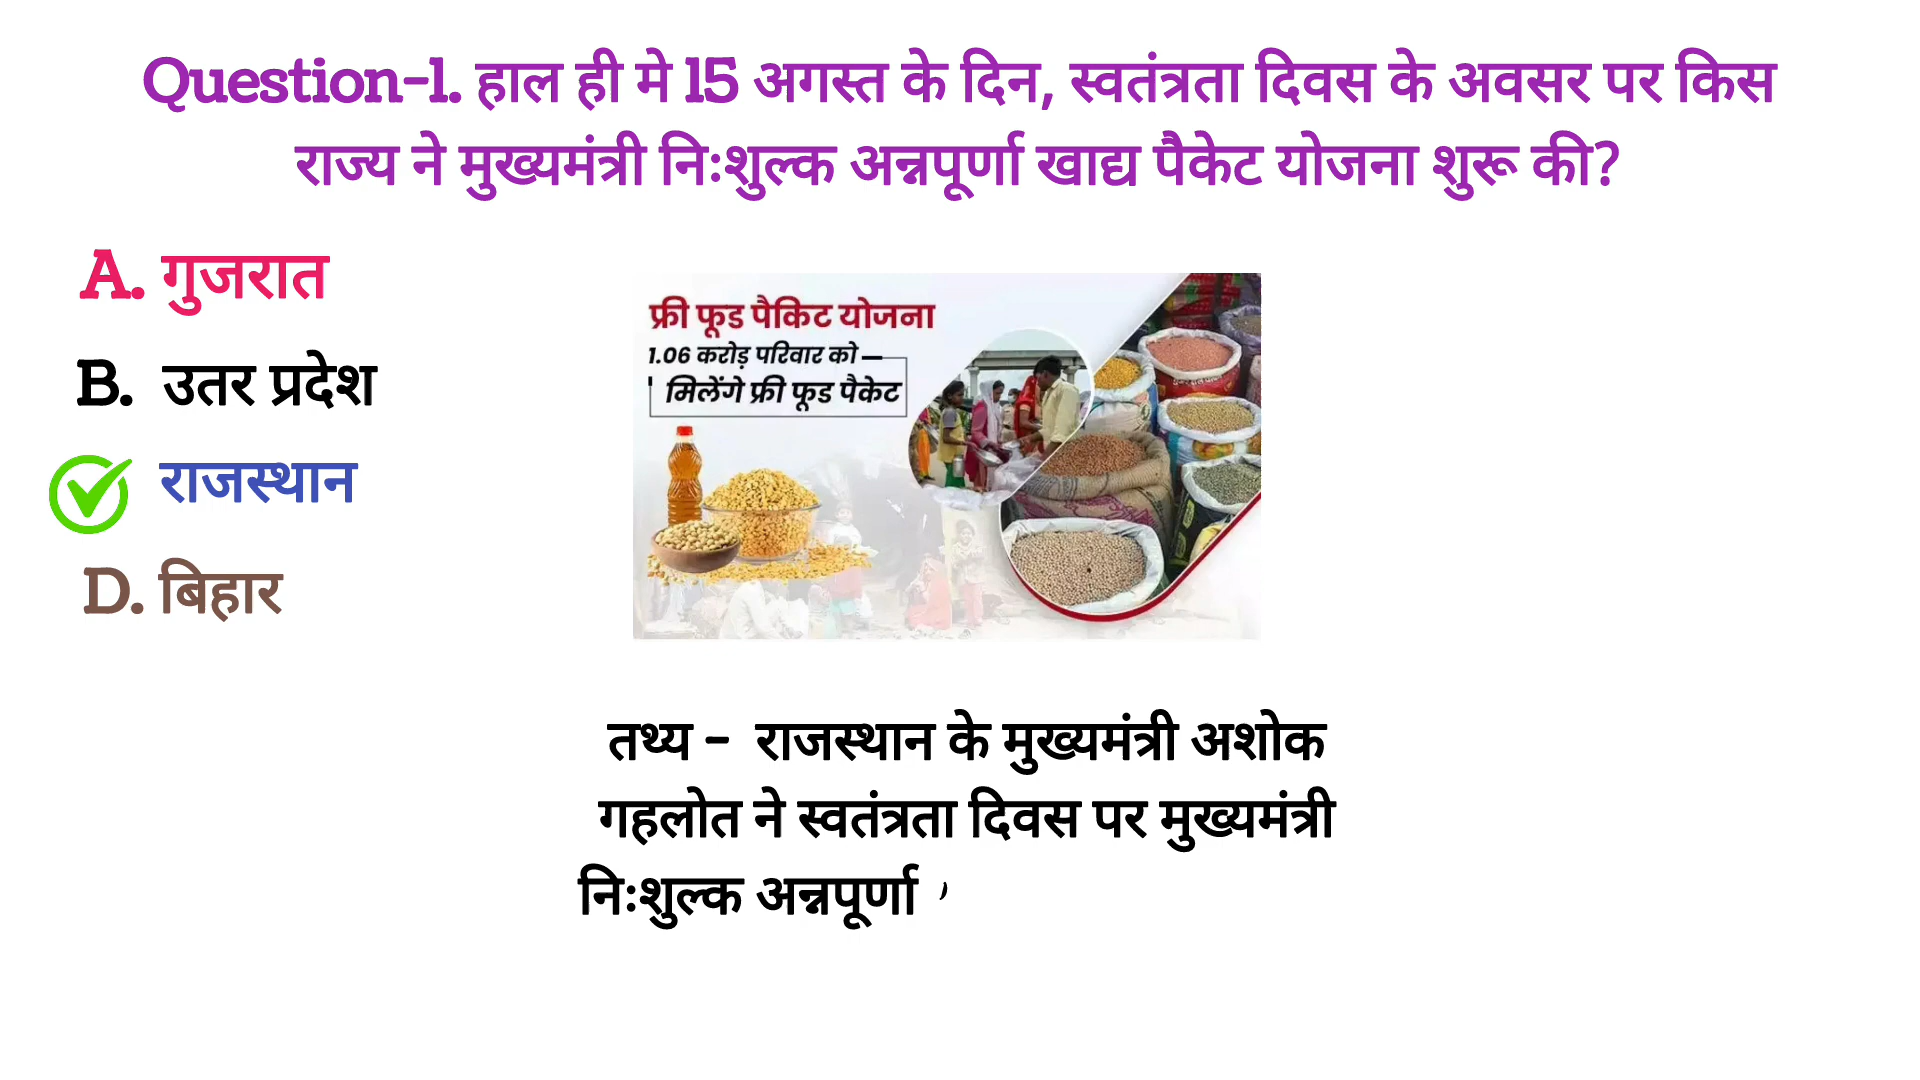 Question-1. हाल ही मे 15 अगस्त के दिन, स्वतंत्रता दिवस के अवसर पर किस
राज्य ने मुख्यमंत्री निःशुल्क अन्नपूर्णा खाद्य पैकेट योजना शुरू की?
A. गुजरात
B. उतर प्रदेश
राजस्थान
D. बिहार
फ्री फूड पैकिट योजना
1.06 करोड़ परिवार को
मिलेंगे फ्री फूड पैकेट
तथ्य - राजस्थान के मुख्यमंत्री अशोक
गहलोत ने स्वतंत्रता दिवस पर मुख्यमंत्री
निःशुल्क अन्नपूर्णा